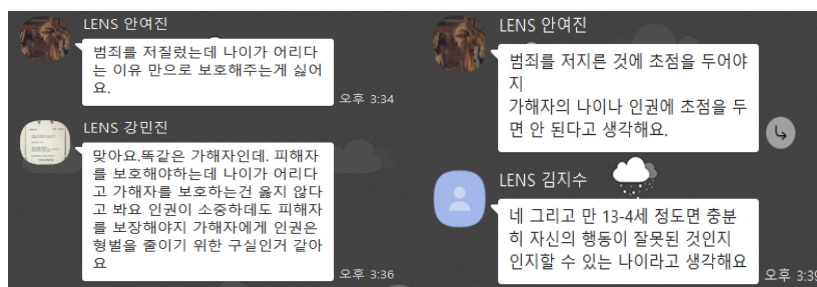 LENS 안여진
범죄를 저질렀는데 나이가 어리다
는 이유 만으로 보호해주는게 싫어
요.
오후 3:34
LENS 강민진
맞아요.똑같은 가해자인데. 피해자
를 보호해야하는데 나이가 어리다
고 가해자를 보호하는건 옳지 않다
고 봐요 인권이 소중하데도 피해자
를 보장해야지 가해자에게 인권은
형벌을 줄이기 위한 구실인거 같아
요
오후 3:36
LENS 안여진
범죄를 저지른 것에 초점을 두어야
지
가해자의 나이나 인권에 초점을 두
면 안 된다고 생각해요.
LENS 김지수
네 그리고 만 13-4세 정도면 충분
히 자신의 행동이 잘못된 것인지
인지할 수 있는 나이라고 생각해요
오후 3:39